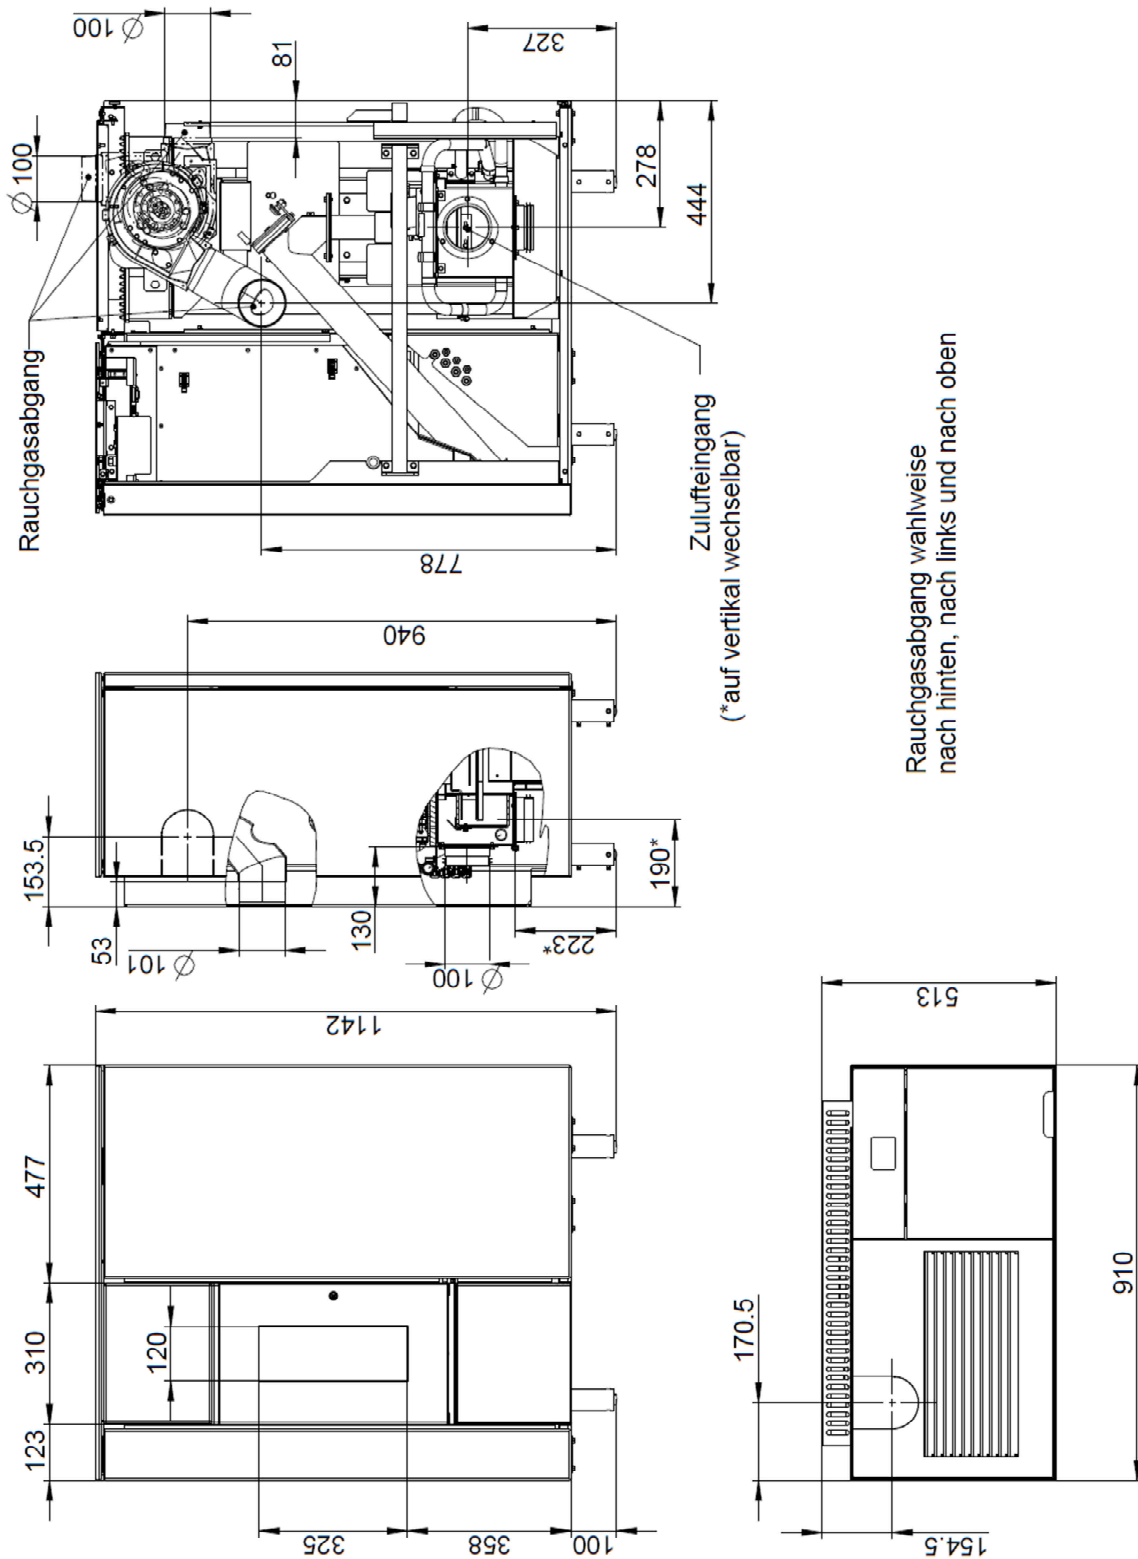 Ø 100
Ø 100
81
327
278
444
Rauchgasabgang
778
Zulufteingang
(*auf vertikal wechselbar)
940
153.5
53
Ø 101
130
Ø 100
223*
190*
Rauchgasabgang wahlweise
nach hinten, nach links und nach oben
1142
477
310
123
120
325
358
100
513
910
170.5
154.5